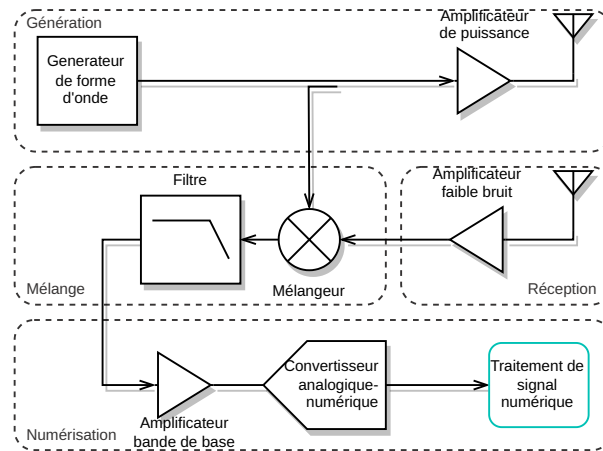 Génération
Amplificateur
de puissance
Generateur
de forme
d'onde
Filtre
Amplificateur
faible bruit
Mélangeur
Mélange
Réception
Convertisseur
analogique-
numérique
Traitement de
signal
numérique
Amplificateur
bande de base
Numérisation